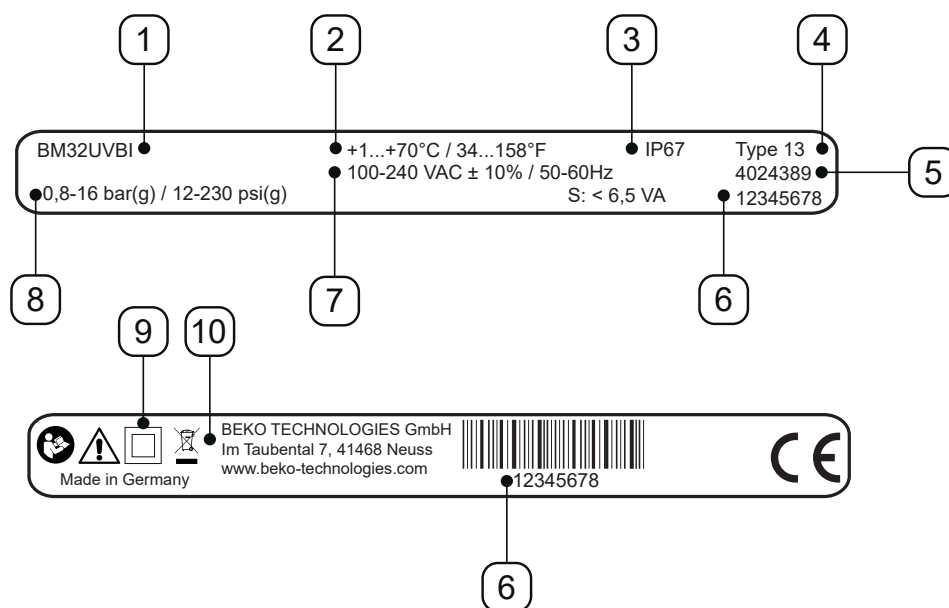 1 2 3 4
BM32UVBI +1...+70°C / 34...158°F IP67 Type 13
100-240 VAC ± 10% / 50-60Hz 4024389 5
0,8-16 bar(g) / 12-230 psi(g) S: < 6,5 VA 12345678
8 7 6
9 10
BEKO TECHNOLOGIES GmbH
Im Taubental 7, 41468 Neuss
www.beko-technologies.com
Made in Germany
12345678
CE
6